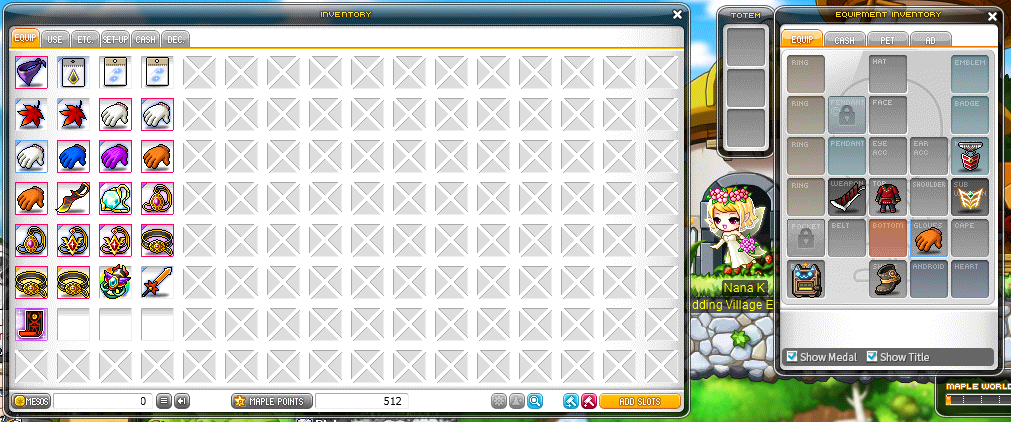 INVENTORY
EQUIP USE ETC. SET-UP CASH DEC.
MESOS 0 MAPLE POINTS 512 ADD SLOTS
TOTEM
Nana K
dding Village E
EQUIPMENT INVENTORY
EQUIP CASH PET AD
RING HAT EMBLEM
RING PENDANT FACE BADGE
RING PENDANT EYE ACC EAR ACC
RING WEAPON TOP SHOULDER SUB
POCKET BELT BOTTOM GLOVES CAPE
ANDROID HEART
Show Medal Show Title
MAPLE WORLD